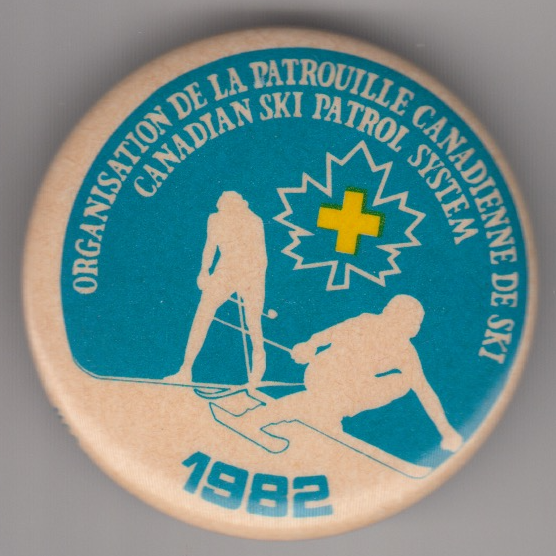 ORGANISATION DE LA PATROUILLE CANADIENNE DE SKI
CANADIAN SKI PATROL SYSTEM
1982